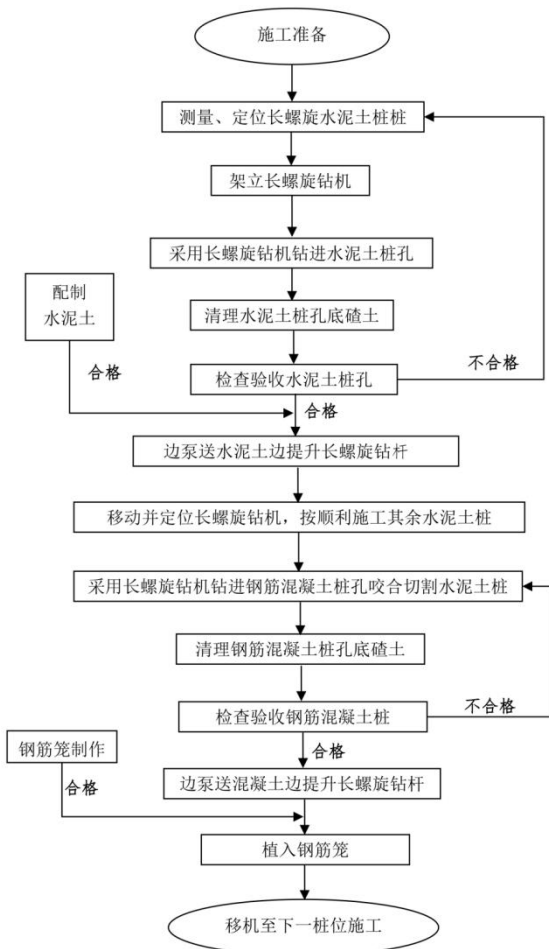 施工准备
测量、定位长螺旋水泥土桩桩
架立长螺旋钻机
采用长螺旋钻机钻进水泥土桩孔
配制
水泥土
清理水泥土桩孔底碴土
合格
检查验收水泥土桩孔
不合格
合格
边泵送水泥土边提升长螺旋钻杆
移动并定位长螺旋钻机，按顺利施工其余水泥土桩
采用长螺旋钻机钻进钢筋混凝土桩孔咬合切割水泥土桩
清理钢筋混凝土桩孔底碴土
检查验收钢筋混凝土桩
不合格
钢筋笼制作
合格
合格
边泵送混凝土边提升长螺旋钻杆
植入钢筋笼
移机至下一桩位施工